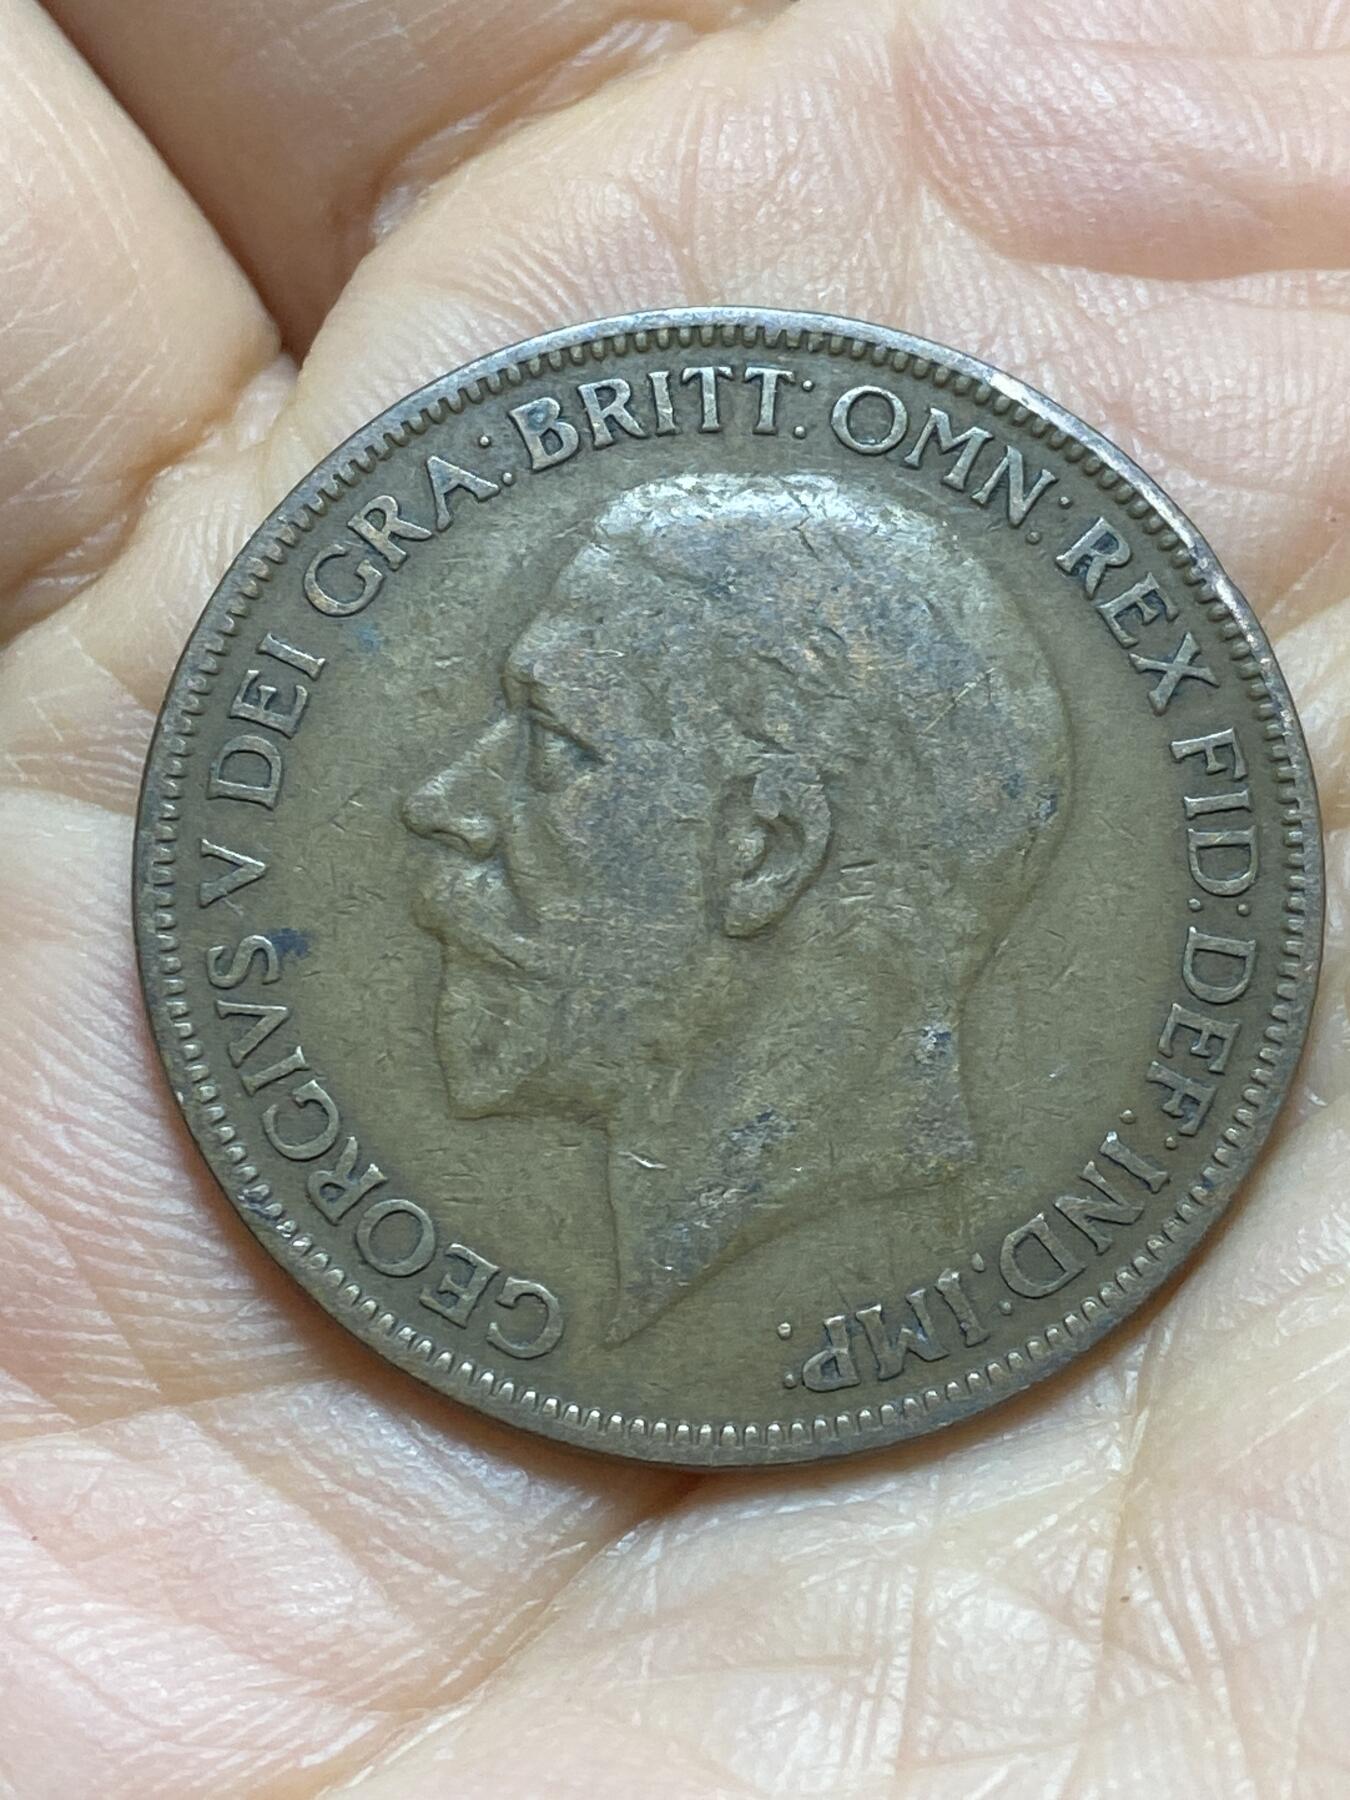 GEORGIVS V DEI GRA: BRITT: OMN: REX FID: DEF: IND: IMP: